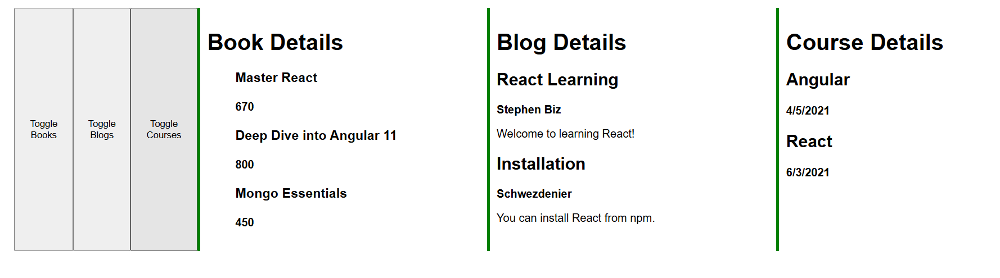 Toggle
Books
Toggle
Blogs
Toggle
Courses
Book Details
Master React
670
Deep Dive into Angular 11
800
Mongo Essentials
450
Blog Details
React Learning
Stephen Biz
Welcome to learning React!
Installation
Schwezdenier
You can install React from npm.
Course Details
Angular
4/5/2021
React
6/3/2021